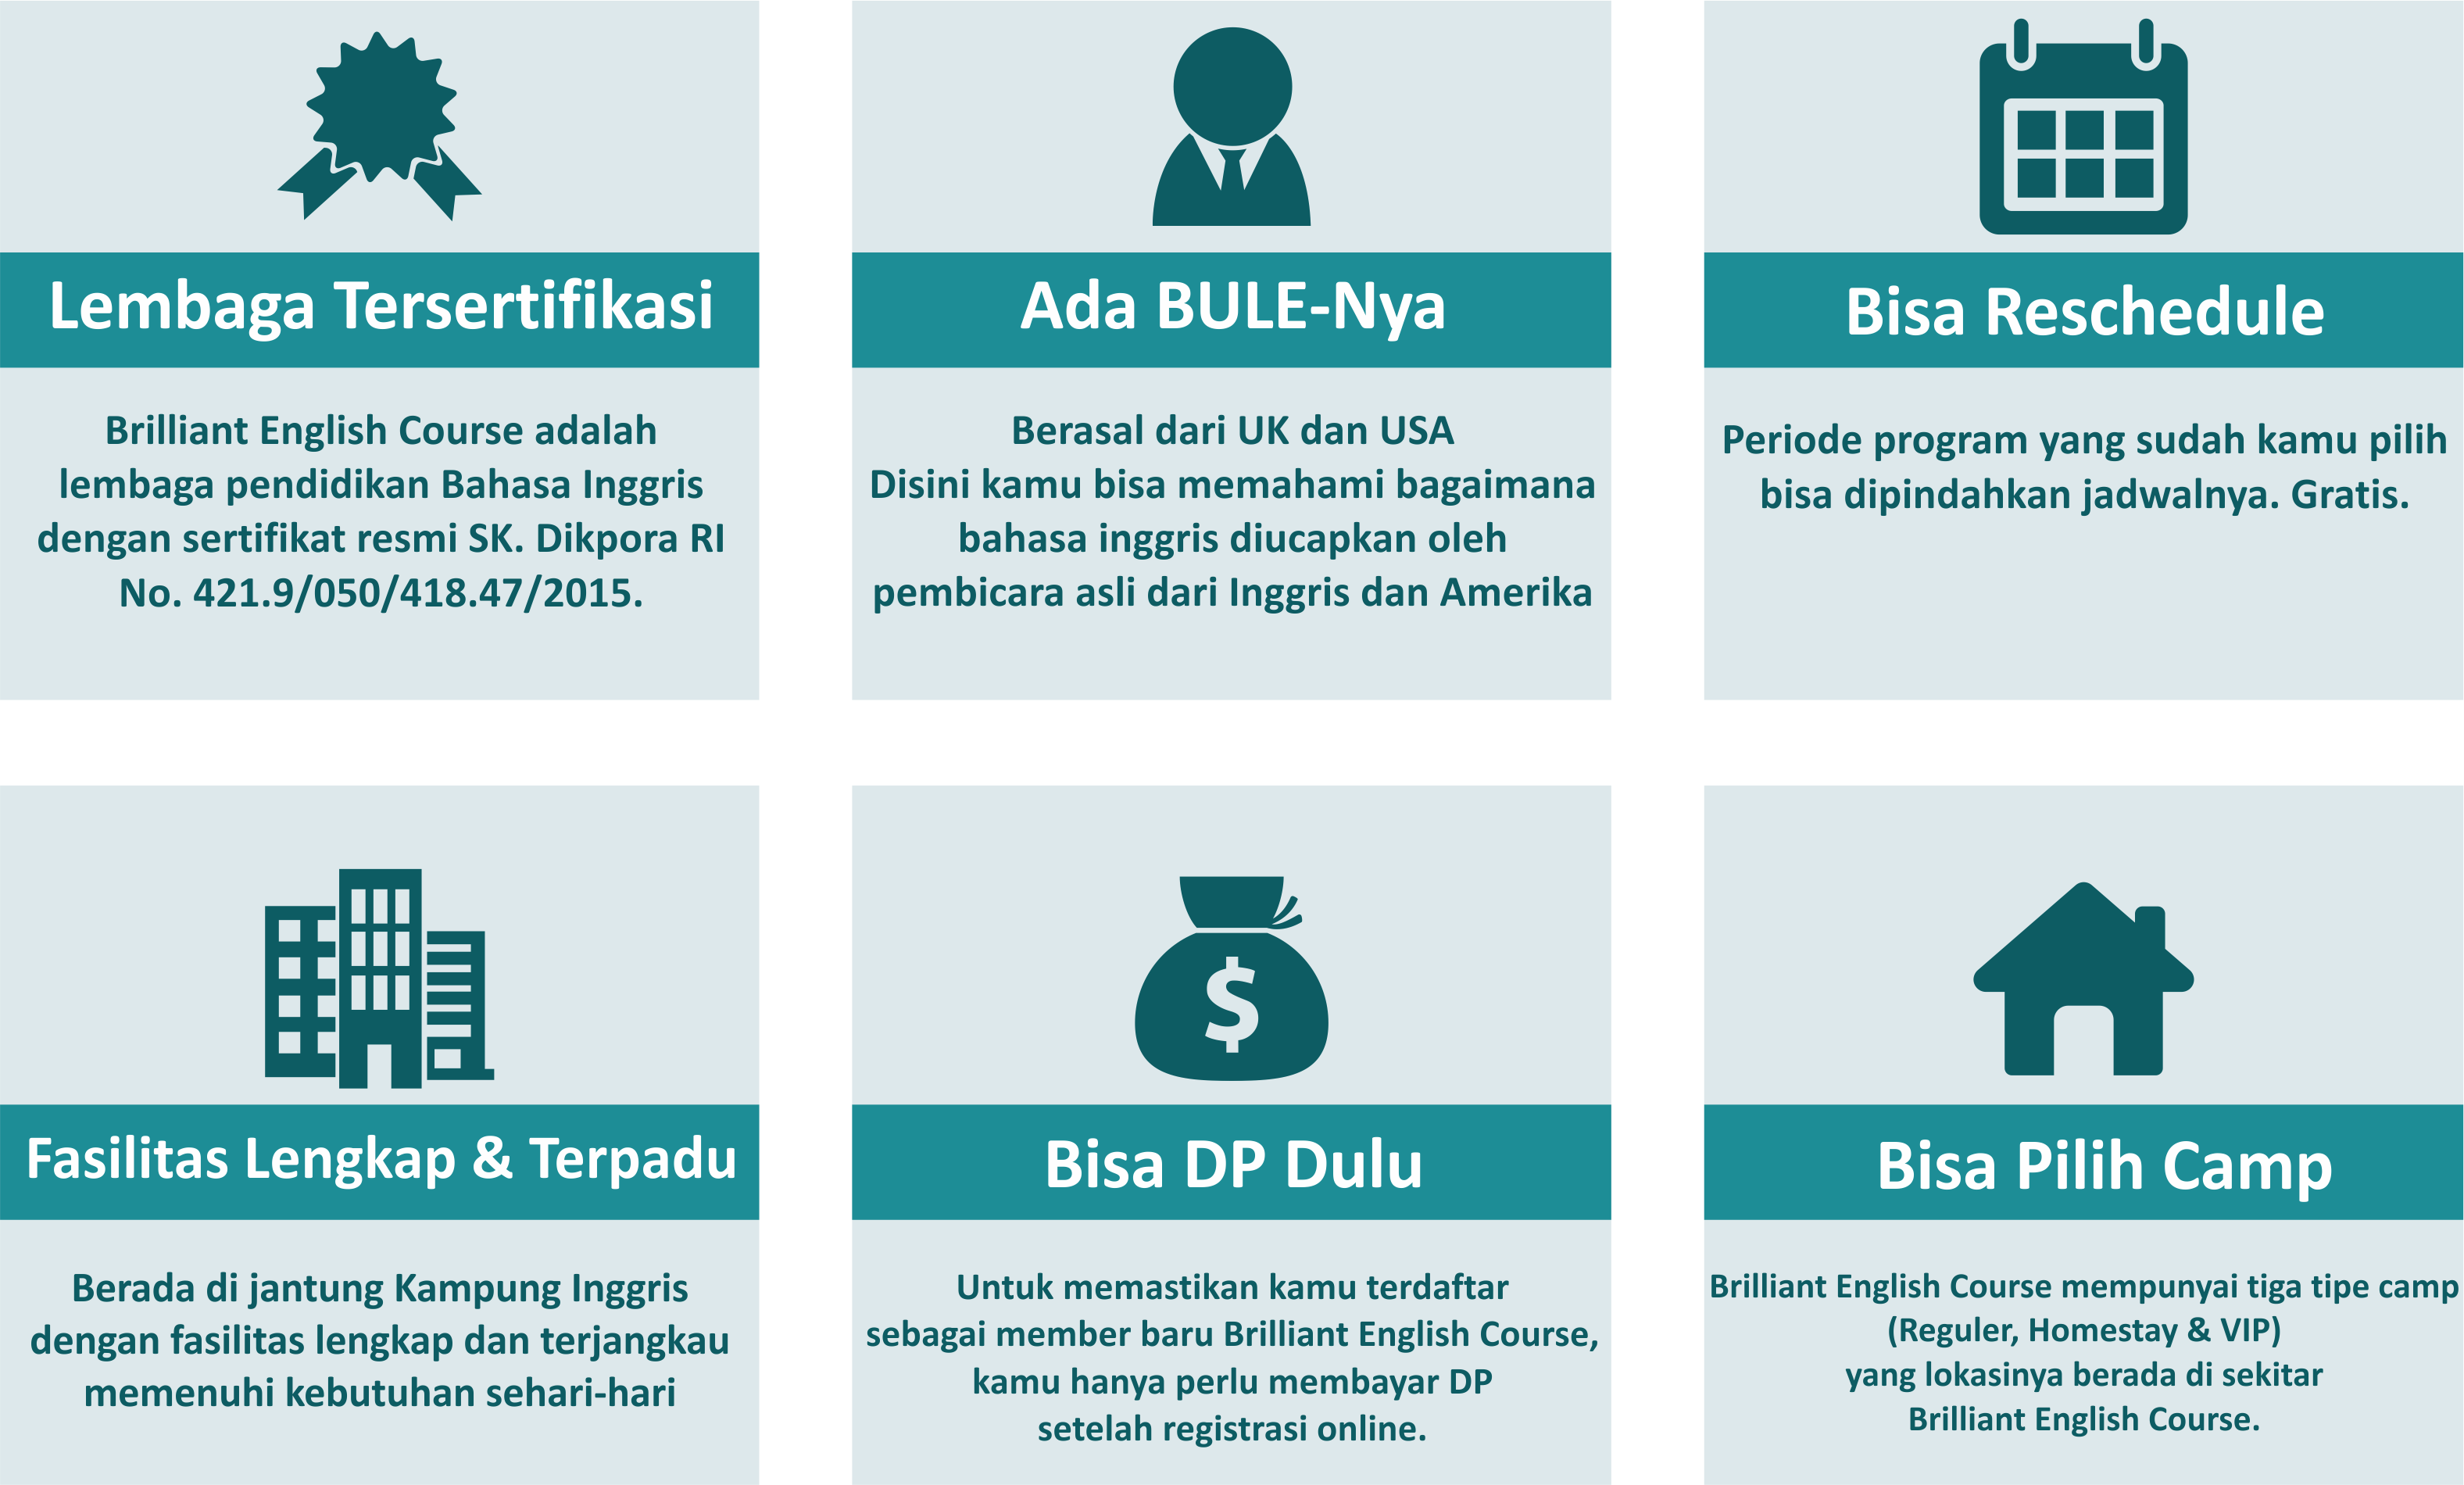 Lembaga Tersertifikasi
Brilliant English Course adalah
lembaga pendidikan Bahasa Inggris
dengan sertifikat resmi SK. Dikpora RI
No. 421.9/050/418.47/2015.
Ada BULE-Nya
Berasal dari UK dan USA
Disini kamu bisa memahami bagaimana
bahasa inggris diucapkan oleh
pembicara asli dari Inggris dan Amerika
Bisa Reschedule
Periode program yang sudah kamu pilih
bisa dipindahkan jadwalnya. Gratis.
Fasilitas Lengkap & Terpadu
Berada di jantung Kampung Inggris
dengan fasilitas lengkap dan terjangkau
memenuhi kebutuhan sehari-hari
$
Bisa DP Dulu
Untuk memastikan kamu terdaftar
sebagai member baru Brilliant English Course,
kamu hanya perlu membayar DP
setelah registrasi online.
Bisa Pilih Camp
Brilliant English Course mempunyai tiga tipe camp
(Reguler, Homestay & VIP)
yang lokasinya berada di sekitar
Brilliant English Course.